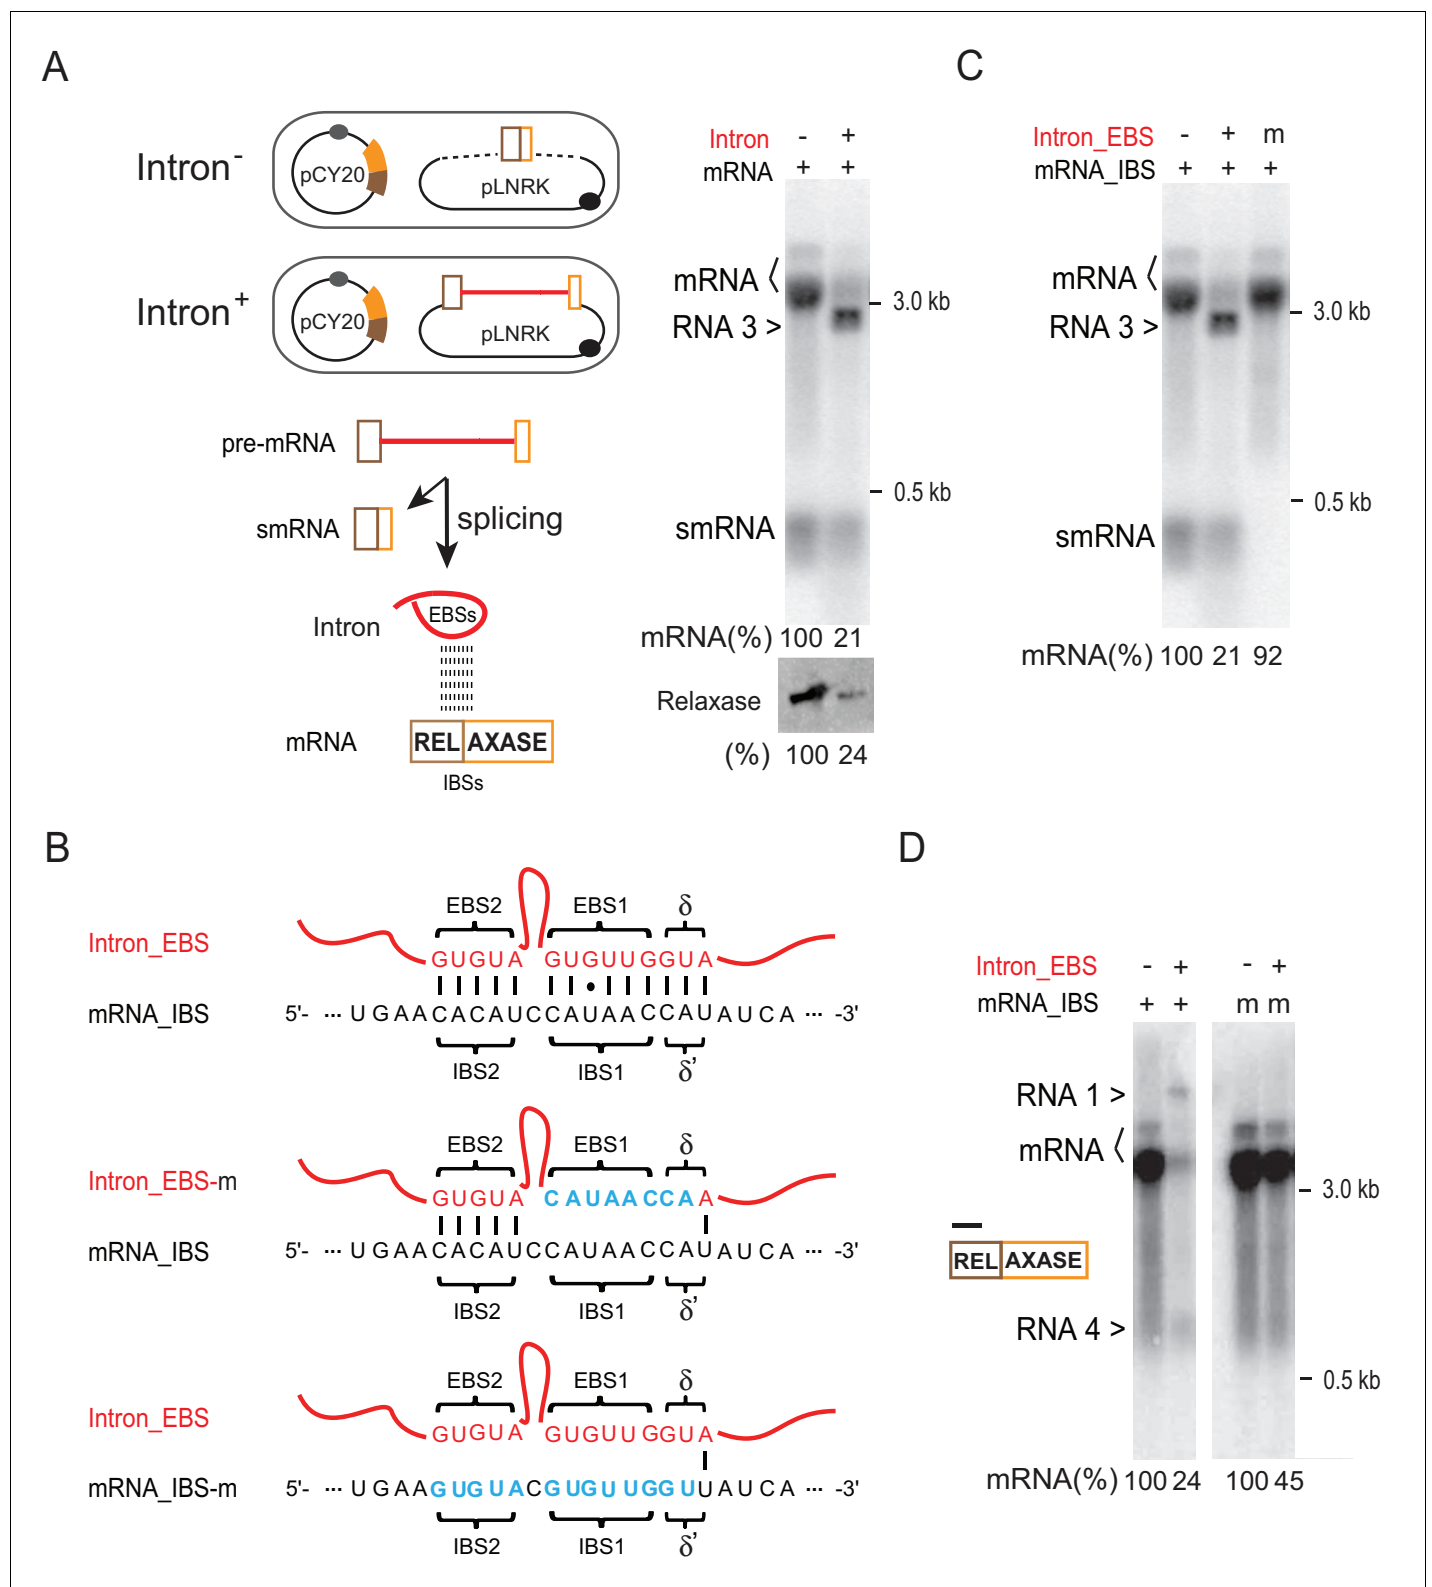 A
Intron-
pCY20
pLNRK
Intron+
pCY20
pLNRK
pre-mRNA
smRNA
splicing
Intron
EBSs
mRNA
REL AXASE
IBSs
Intron - +
mRNA + +
mRNA
3.0 kb
RNA 3 >
0.5 kb
smRNA
mRNA(%) 100 21
Relaxase
(%) 100 24
C
Intron_EBS - + m
mRNA_IBS + + +
mRNA
3.0 kb
RNA 3 >
0.5 kb
smRNA
mRNA(%) 100 21 92
B
EBS2 EBS1 δ
Intron_EBS GUGUA GUGUUGGUA
mRNA_IBS 5'- ··· UGAACACAUCCAUAACCAUAUCA ··· -3'
IBS2 IBS1 δ'
EBS2 EBS1 δ
Intron_EBS-m GUGUA CAUAACCAA
mRNA_IBS 5'- ··· UGAACACAUCCAUAACCAUAUCA ··· -3'
IBS2 IBS1 δ'
EBS2 EBS1 δ
Intron_EBS GUGUA GUGUUGGUA
mRNA_IBS-m 5'- ··· UGAAGUGUACGUGUUGGUUAUCA ··· -3'
IBS2 IBS1 δ'
D
Intron_EBS - + - +
mRNA_IBS + + m m
RNA 1 >
mRNA
3.0 kb
REL AXASE
RNA 4 >
0.5 kb
mRNA(%) 100 24 100 45